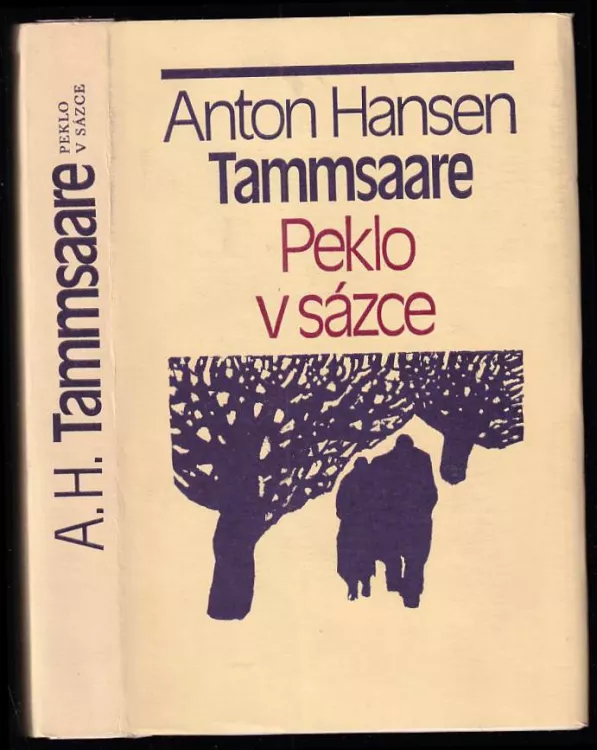 A. H. Tammsaare
PEKLO
V SÁZCE
Anton Hansen
Tammsaare
Peklo
v sázce